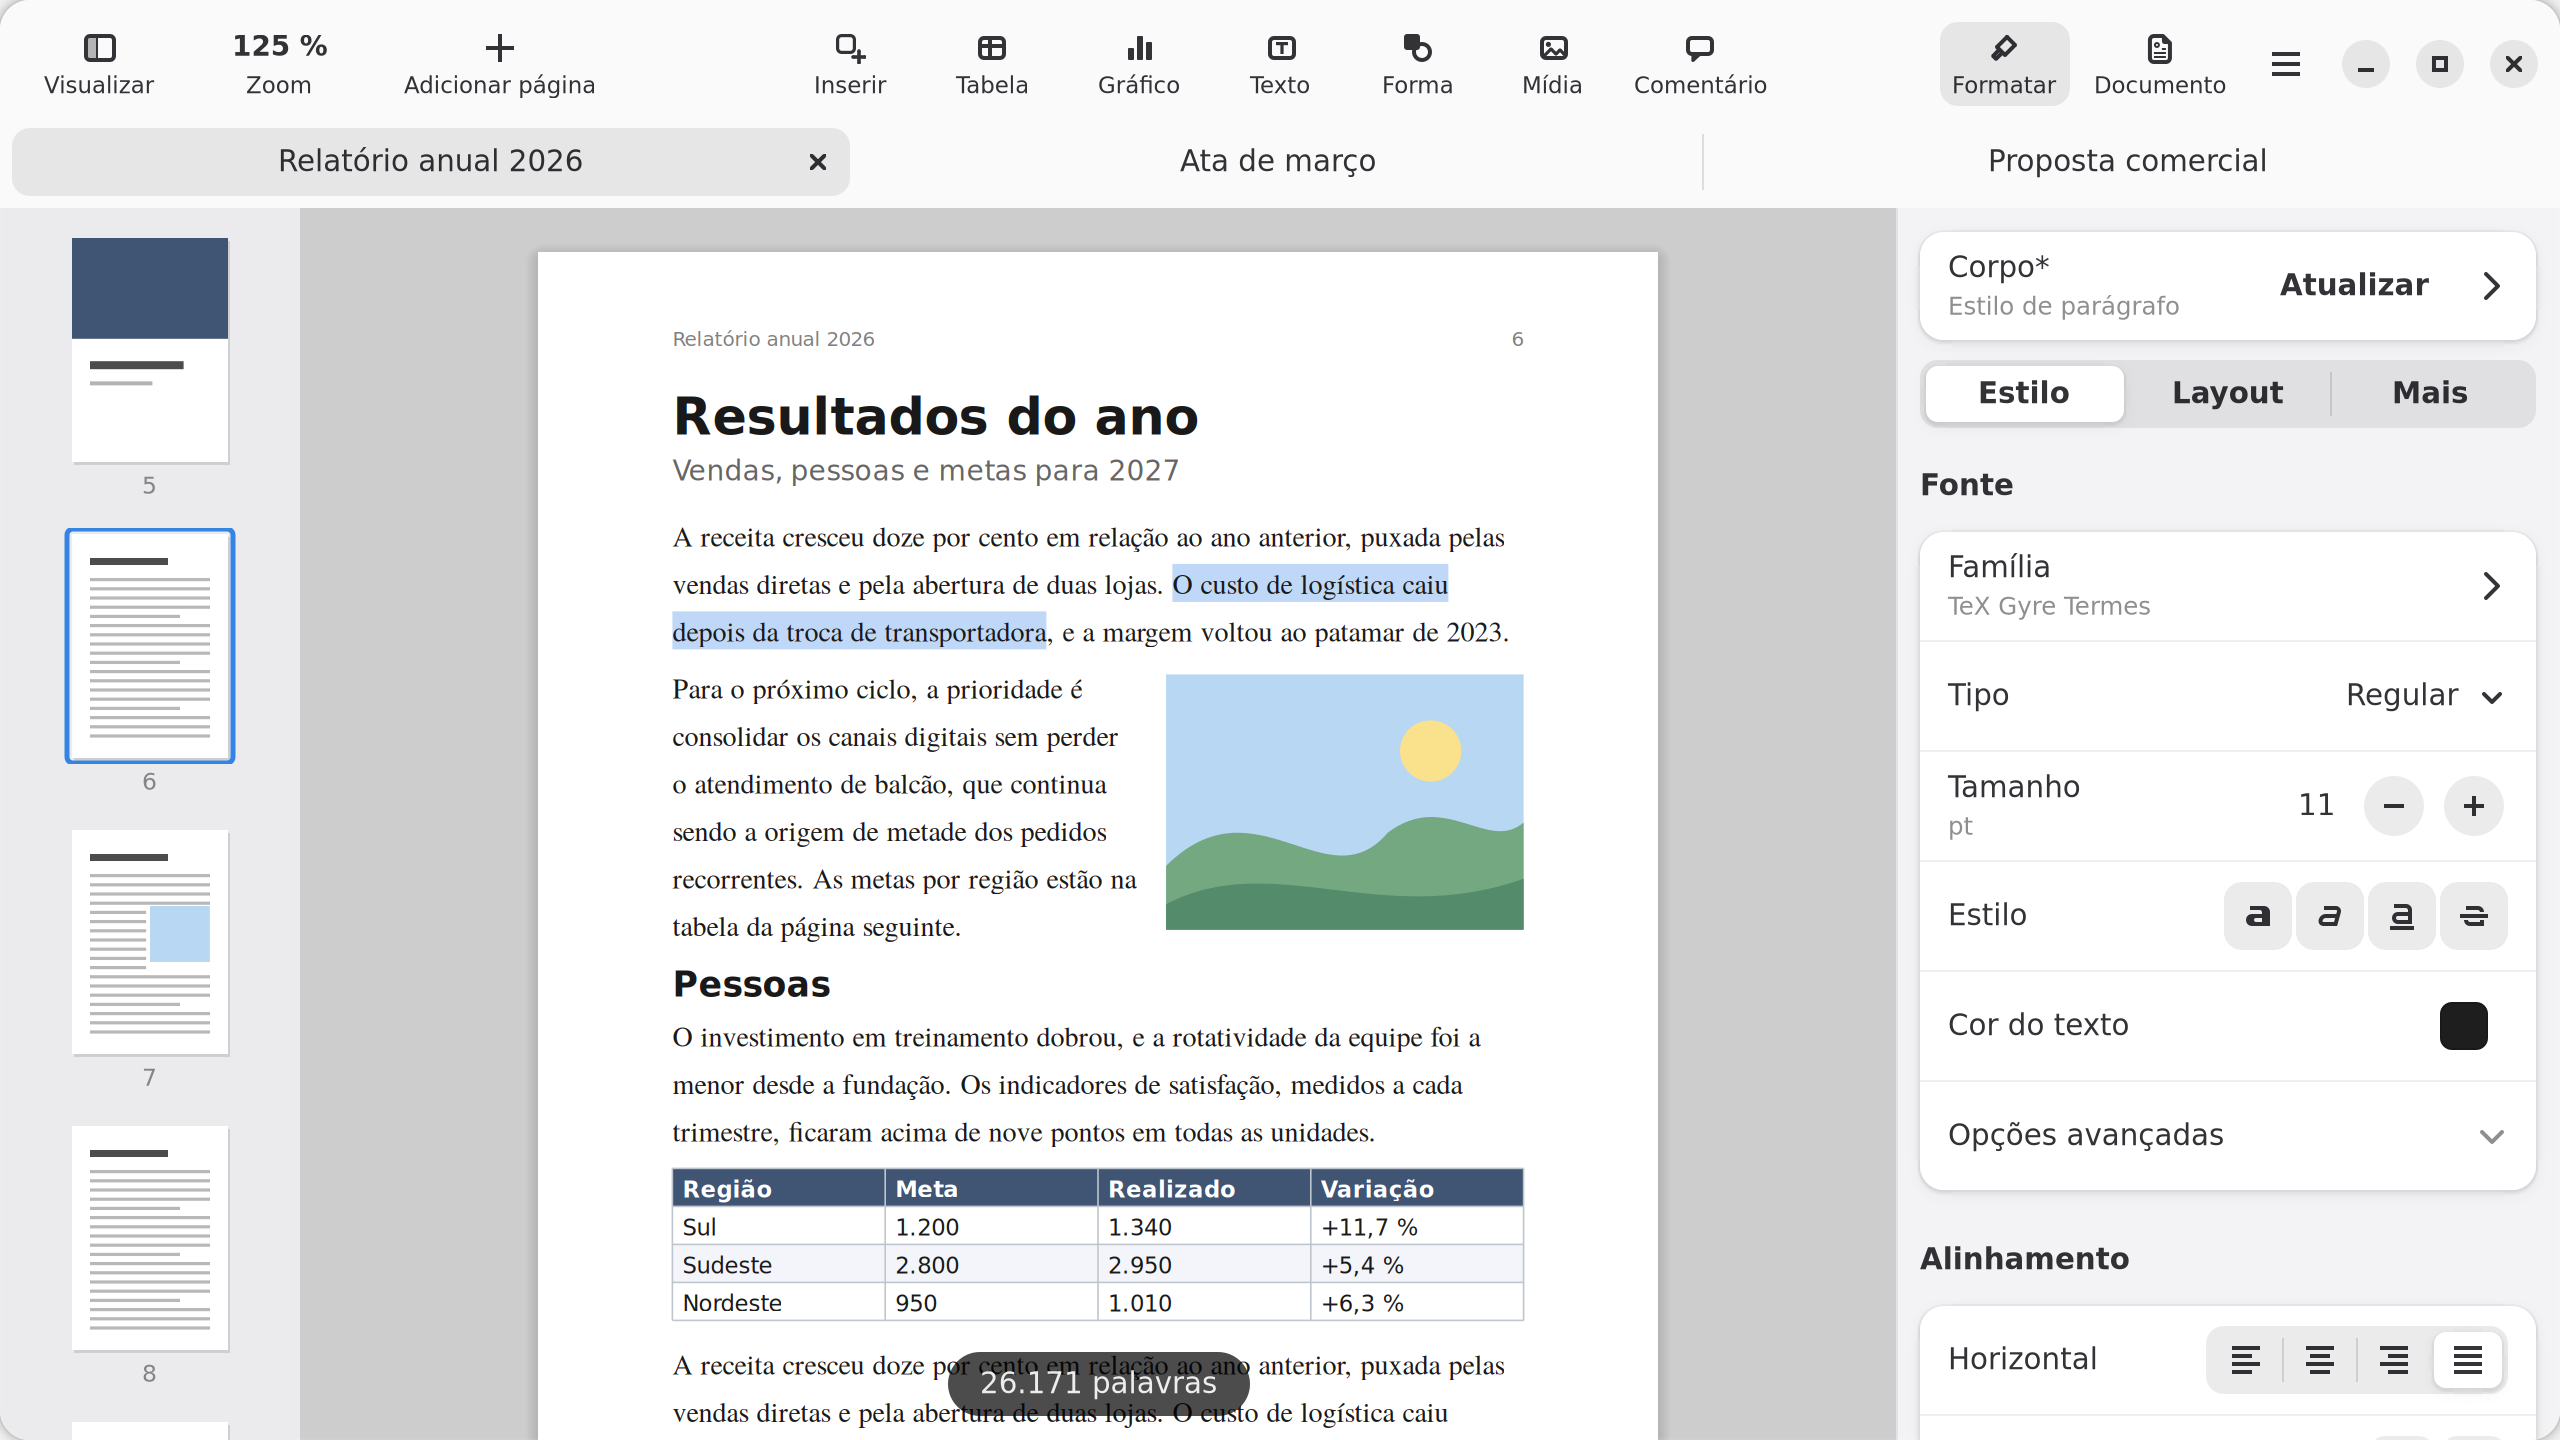 Visualizar
125 %
Zoom
Adicionar página
Inserir
Tabela
Gráfico
Texto
Forma
Mídia
Comentário
Formatar
Documento
Relatório anual 2026
Ata de março
Proposta comercial
5
6
7
8
Relatório anual 2026 6
Resultados do ano
Vendas, pessoas e metas para 2027
A receita cresceu doze por cento em relação ao ano anterior, puxada pelas
vendas diretas e pela abertura de duas lojas. O custo de logística caiu
depois da troca de transportadora, e a margem voltou ao patamar de 2023.
Para o próximo ciclo, a prioridade é
consolidar os canais digitais sem perder
o atendimento de balcão, que continua
sendo a origem de metade dos pedidos
recorrentes. As metas por região estão na
tabela da página seguinte.
Pessoas
O investimento em treinamento dobrou, e a rotatividade da equipe foi a
menor desde a fundação. Os indicadores de satisfação, medidos a cada
trimestre, ficaram acima de nove pontos em todas as unidades.
Região Meta Realizado Variação
Sul 1.200 1.340 +11,7 %
Sudeste 2.800 2.950 +5,4 %
Nordeste 950 1.010 +6,3 %
A receita cresceu doze por cento em relação ao ano anterior, puxada pelas
vendas diretas e pela abertura de duas lojas. O custo de logística caiu
26.171 palavras
Corpo*
Estilo de parágrafo
Atualizar
Estilo
Layout
Mais
Fonte
Família
TeX Gyre Termes
Tipo Regular
Tamanho
pt
11
Estilo a a a S
Cor do texto
Opções avançadas
Alinhamento
Horizontal